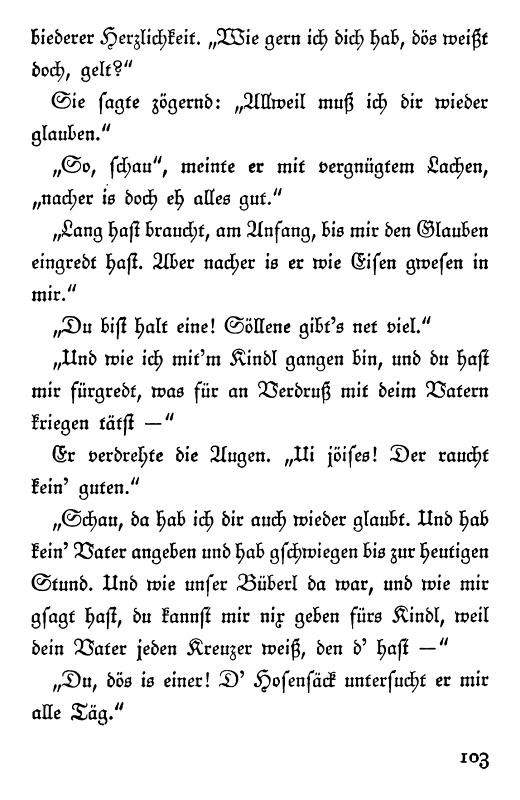 biederer Herzlichkeit. „Wie gern ich dich hab, dös weißt
doch, gelt?“
Sie sagte zögernd: „Allweil muß ich dir wieder
glauben.“
„So, schau“, meinte er mit vergnügtem Lachen,
„nacher is doch eh alles gut.“
„Lang hast braucht, am Anfang, bis mir den Glauben
eingredt hast. Aber nacher is er wie Eisen gwesen in
mir.“
„Du bist halt eine! Söllene gibt's net viel.“
„Und wie ich mit'm Kindl gangen bin, und du hast
mir fürgredt, was für an Verdruß mit deim Vatern
kriegen tätst —“
Er verdrehte die Augen. „Ui jöises! Der raucht
kein' guten.“
„Schau, da hab ich dir auch wieder glaubt. Und hab
kein' Vater angeben und hab gschwiegen bis zur heutigen
Stund. Und wie unser Büberl da war, und wie mir
gsagt hast, du kannst mir nix geben fürs Kindl, weil
dein Vater jeden Kreuzer weiß, den d' hast —“
„Du, dös is einer! D' Hosensäck untersucht er mir
alle Täg.“
103